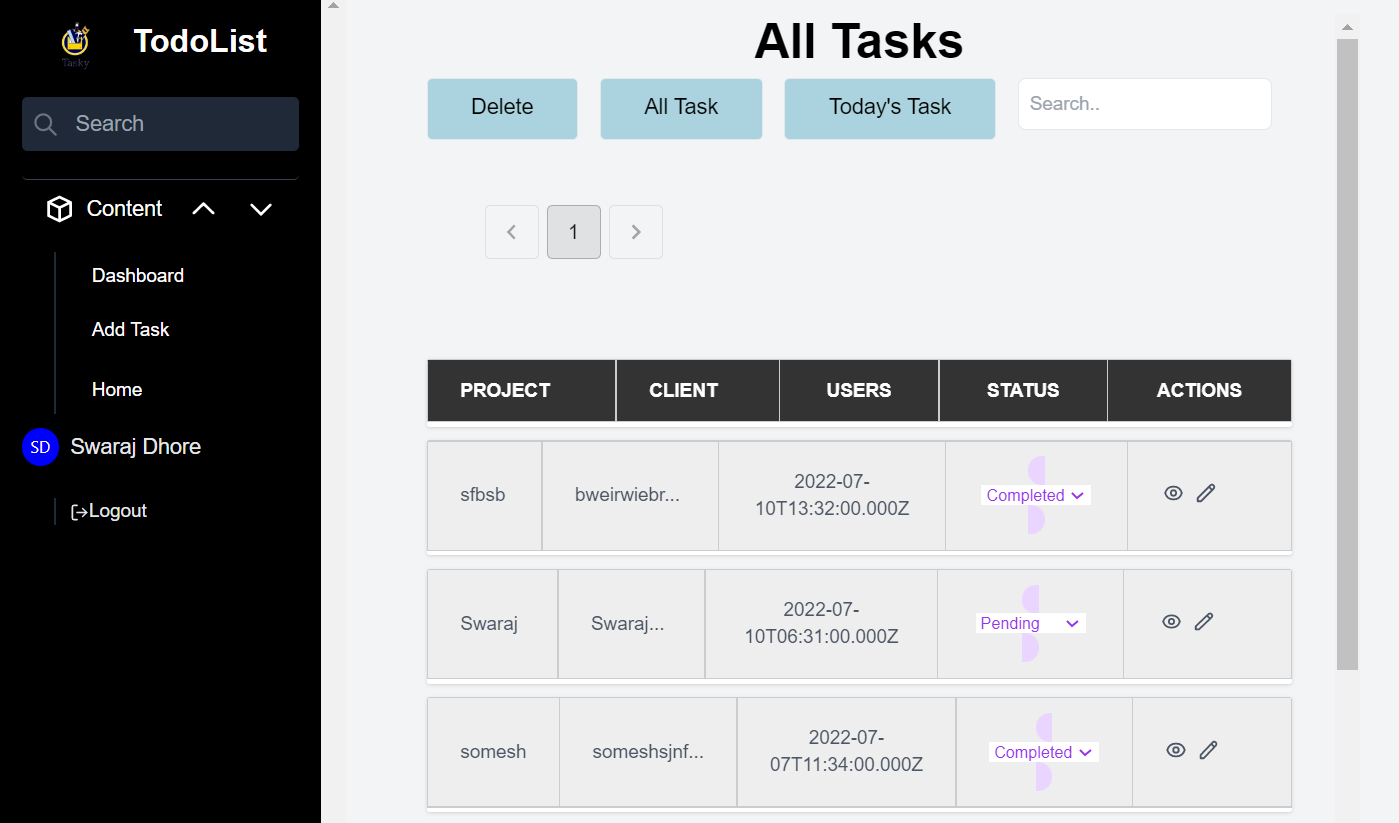 Tasky
TodoList
Search
Content
Dashboard
Add Task
Home
SD
Swaraj Dhore
Logout
All Tasks
Delete
All Task
Today's Task
Search..
1
PROJECT CLIENT USERS STATUS ACTIONS
sfbsb bweirwiebr... 2022-07-
10T13:32:00.000Z
Completed
Swaraj Swaraj... 2022-07-
10T06:31:00.000Z
Pending
somesh someshsjnf... 2022-07-
07T11:34:00.000Z
Completed